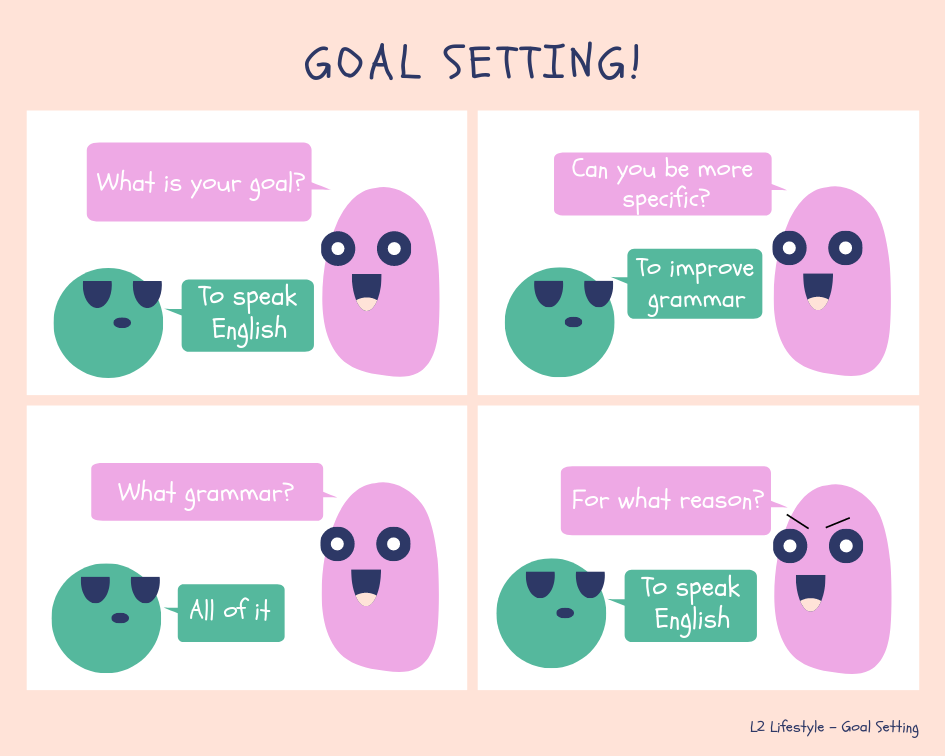 GOAL SETTING!
What is your goal?
To speak
English
Can you be more
specific?
To improve
grammar
What grammar?
All of it
For what reason?
To speak
English
L2 Lifestyle - Goal Setting